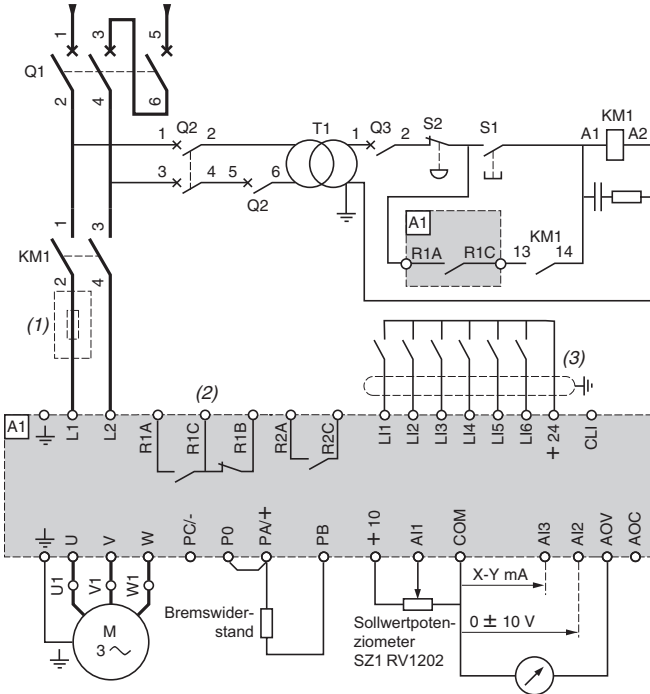 1 3 5
Q1
2 4 6
1 Q2 2 T1 1 Q3 2 S2 S1 KM1
A1 A2
3 4 5 6
Q2
A1
R1A R1C 13 KM1 14
1 3
KM1
2 4
(1)
(2)
(3)
A1
L1 L2 R1A R1C R1B R2A R2C LI1 LI2 LI3 LI4 LI5 LI6 + 24 CLI
U V W PC/- P0 PA/+ PB + 10 AI1 COM AI3 AI2 AOV AOC
U1 V1 W1
X-Y mA
0 ± 10 V
M
3 ~
Bremswider-
stand
Sollwertpoten-
ziometer
SZ1 RV1202